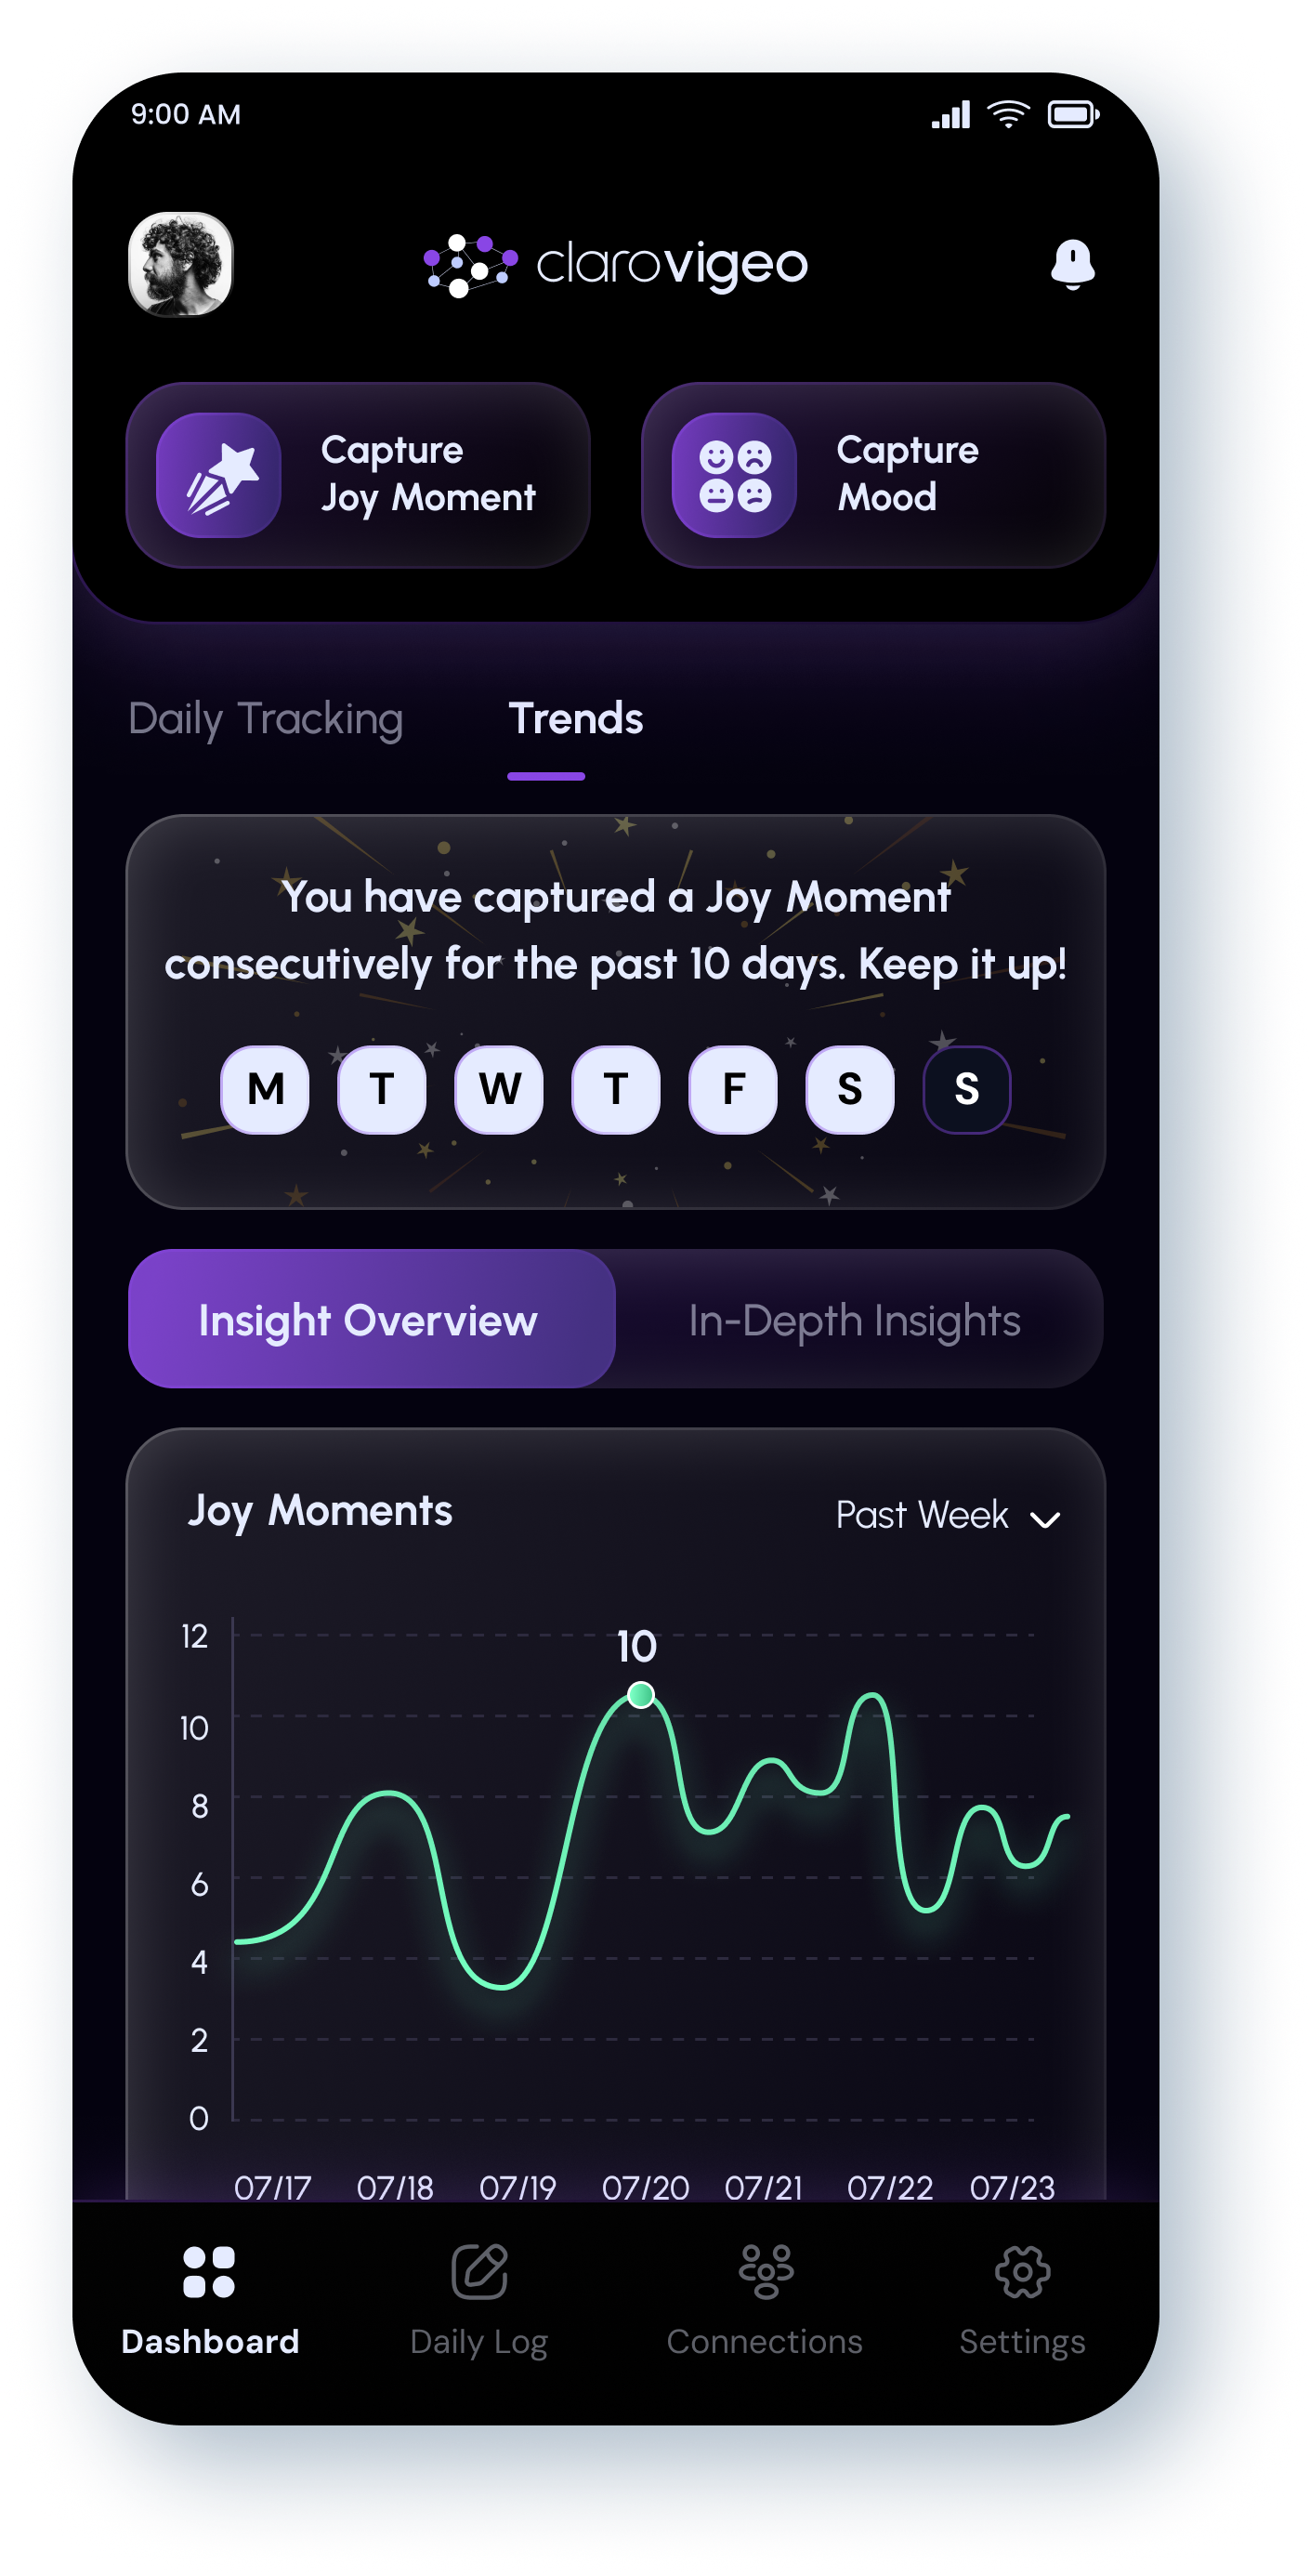 9:00 AM
clarovigeo
Capture
Joy Moment
Capture
Mood
Daily Tracking
Trends
You have captured a Joy Moment
consecutively for the past 10 days. Keep it up!
M T W T F S S
Insight Overview
In-Depth Insights
Joy Moments
Past Week
12
10
10
8
6
4
2
0
07/17 07/18 07/19 07/20 07/21 07/22 07/23
Dashboard
Daily Log
Connections
Settings